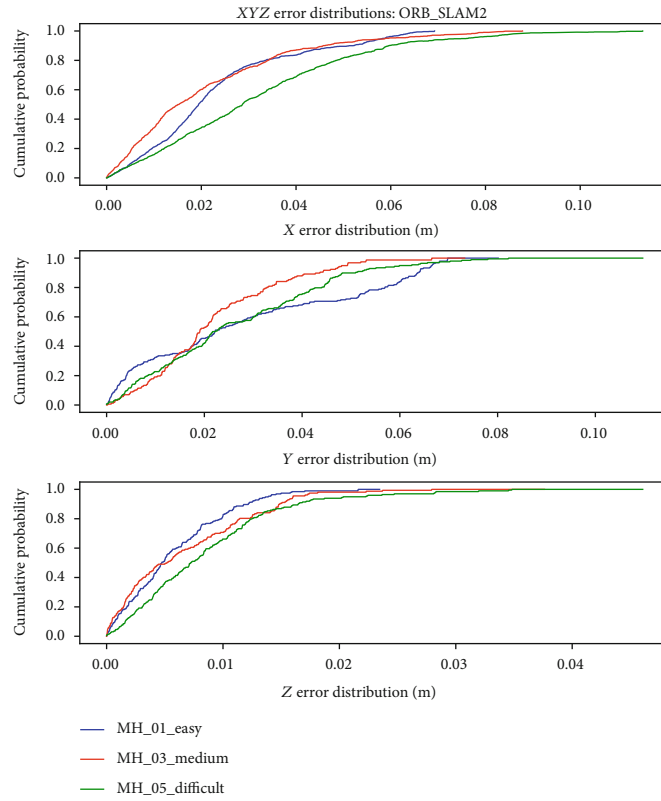 XYZ error distributions: ORB_SLAM2
Cumulative probability
1.0
0.8
0.6
0.4
0.2
0.0
0.00 0.02 0.04 0.06 0.08 0.10
X error distribution (m)
Cumulative probability
1.0
0.8
0.6
0.4
0.2
0.0
0.00 0.02 0.04 0.06 0.08 0.10
Y error distribution (m)
Cumulative probability
1.0
0.8
0.6
0.4
0.2
0.0
0.00 0.01 0.02 0.03 0.04
Z error distribution (m)
MH_01_easy
MH_03_medium
MH_05_difficult